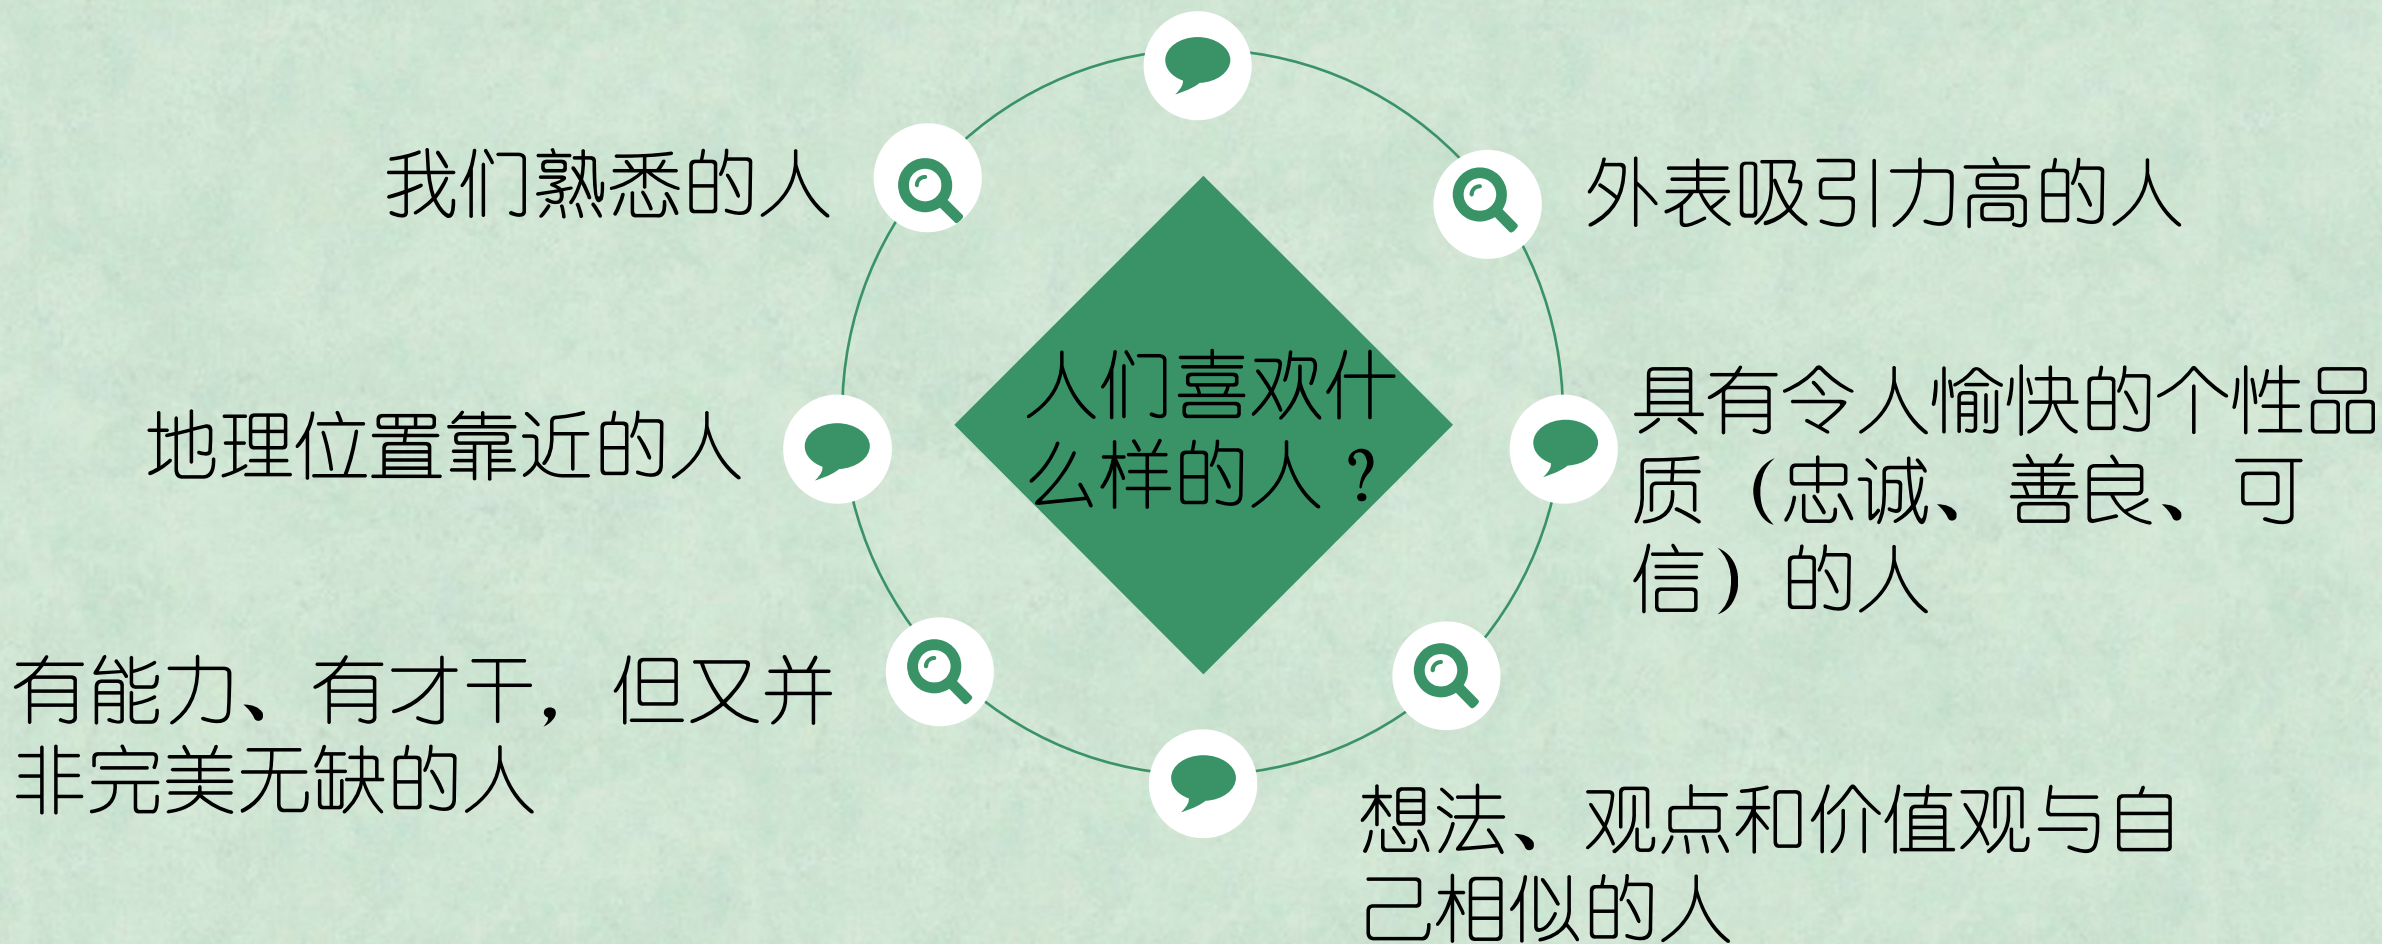 我们熟悉的人
外表吸引力高的人
人们喜欢什
么样的人？
地理位置靠近的人
具有令人愉快的个性品
质（忠诚、善良、可
信）的人
有能力、有才干，但又并
非完美无缺的人
想法、观点和价值观与自
己相似的人